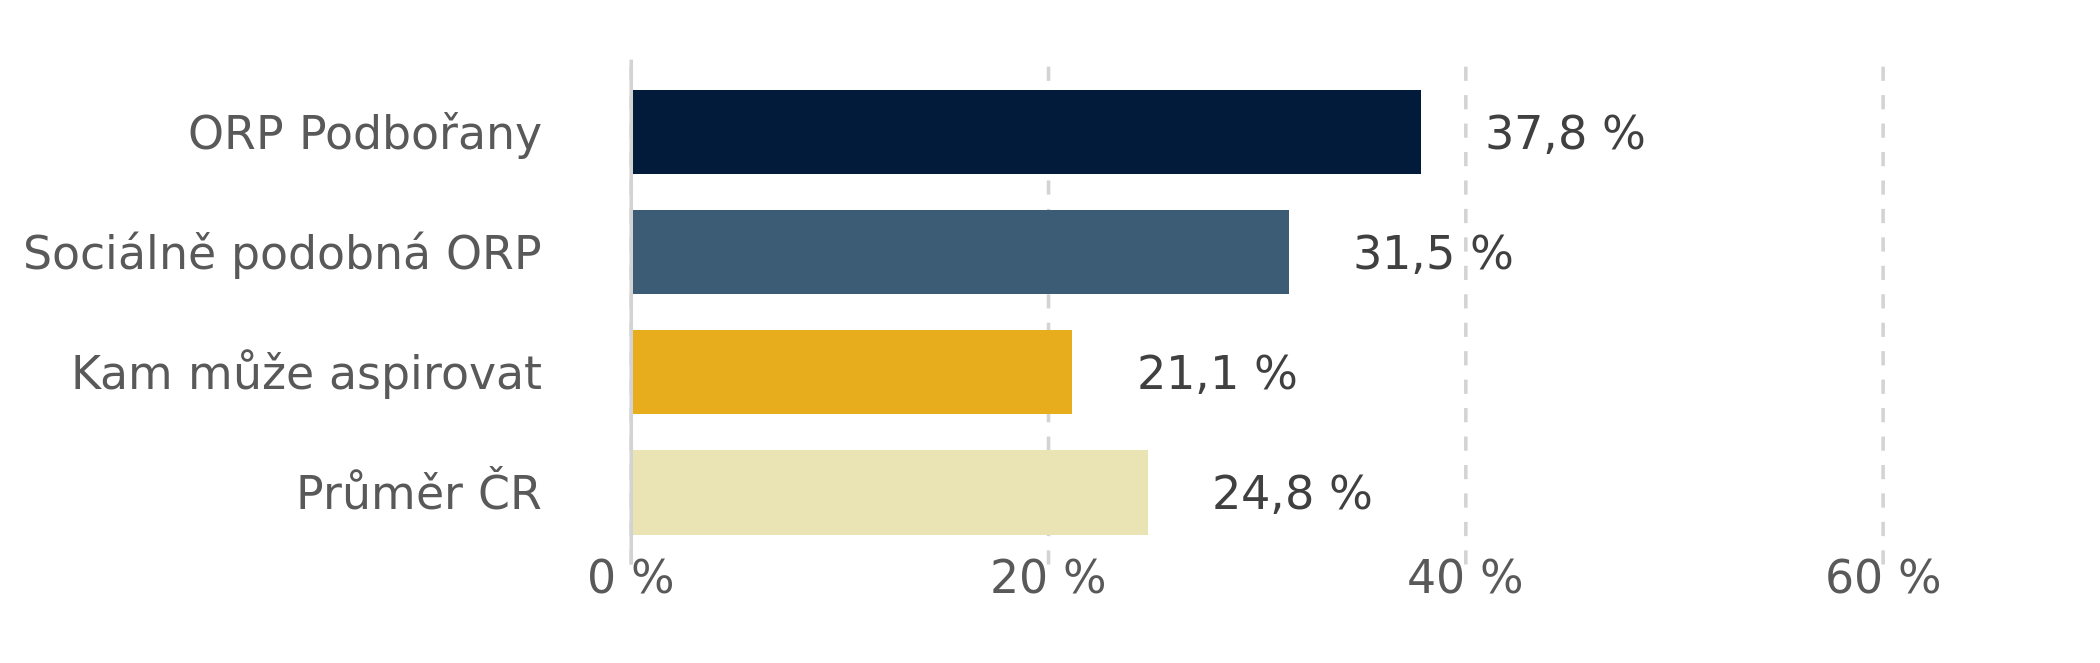 ORP Podbořany 37,8 %
Sociálně podobná ORP 31,5 %
Kam může aspirovat 21,1 %
Průměr ČR 24,8 %
0 % 20 % 40 % 60 %